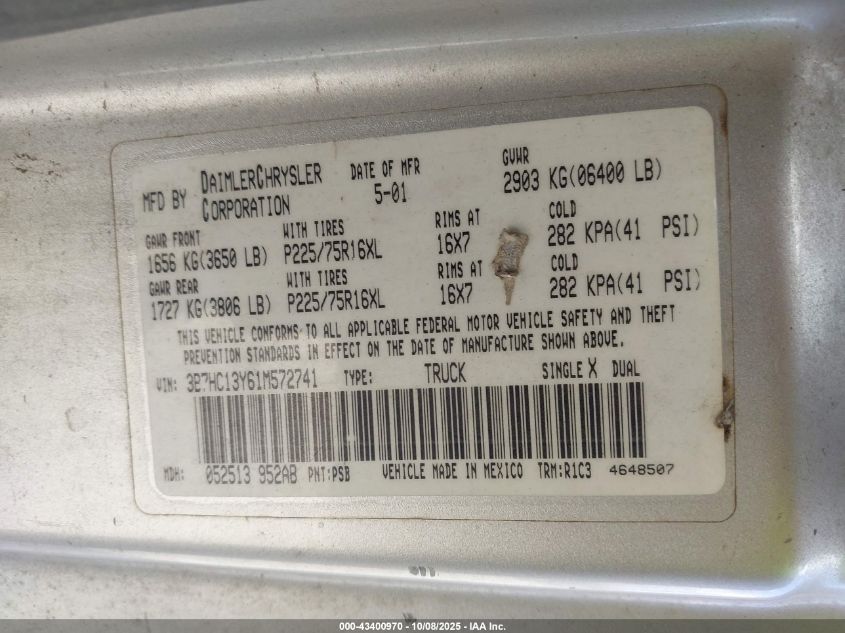 MFD BY DAIMLERCHRYSLER CORPORATION DATE OF MFR 5-01 GVWR 2903 KG(06400 LB)
GAWR FRONT WITH TIRES RIMS AT COLD
1656 KG(3650 LB) P225/75R16XL 16X7 282 KPA(41 PSI)
GAWR REAR WITH TIRES RIMS AT COLD
1727 KG(3806 LB) P225/75R16XL 16X7 282 KPA(41 PSI)
THIS VEHICLE CONFORMS TO ALL APPLICABLE FEDERAL MOTOR VEHICLE SAFETY AND THEFT
PREVENTION STANDARDS IN EFFECT ON THE DATE OF MANUFACTURE SHOWN ABOVE.
VIN: 3B7HC13Y61M572741 TYPE: TRUCK SINGLE X DUAL
MDH: 052513 952AB PNT:PSB VEHICLE MADE IN MEXICO TRM:R1C3 4648507
000-43400970 - 10/08/2025 - IAA Inc.